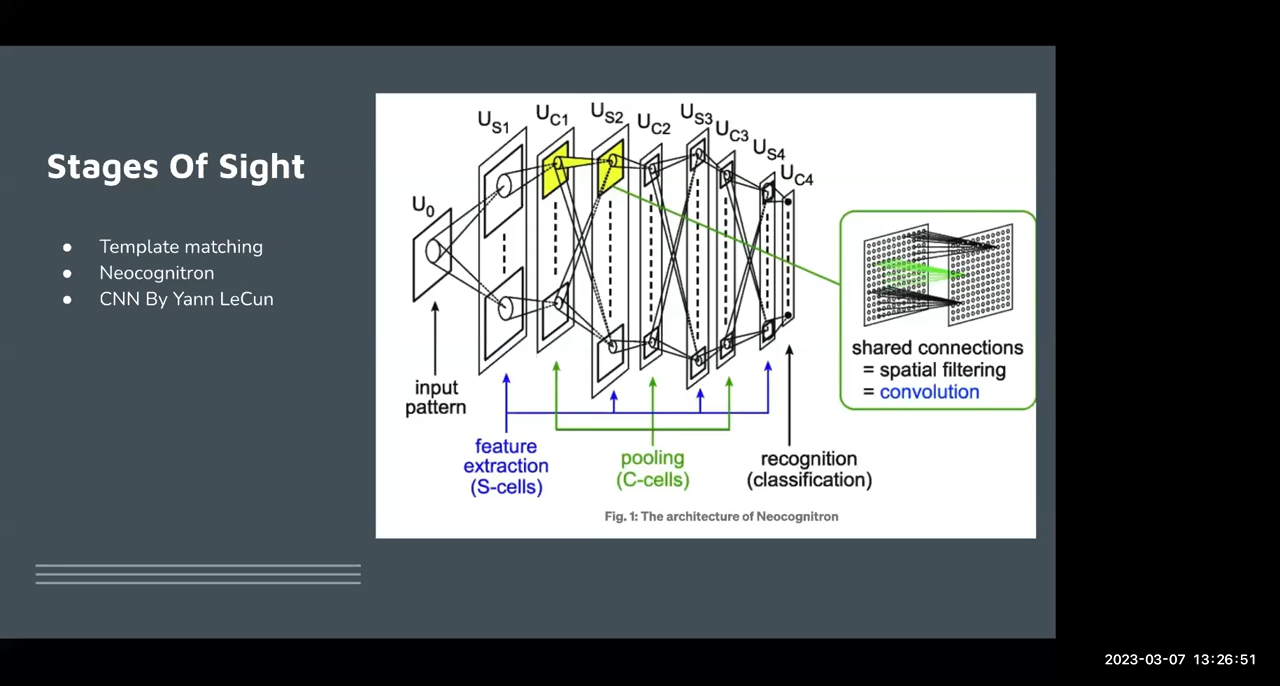 Stages Of Sight
● Template matching
● Neocognitron
● CNN By Yann LeCun
U0
US1
UC1
US2
UC2
US3
UC3
US4
UC4
input
pattern
feature
extraction
(S-cells)
pooling
(C-cells)
recognition
(classification)
shared connections
= spatial filtering
= convolution
Fig. 1: The architecture of Neocognitron
2023-03-07 13:26:51